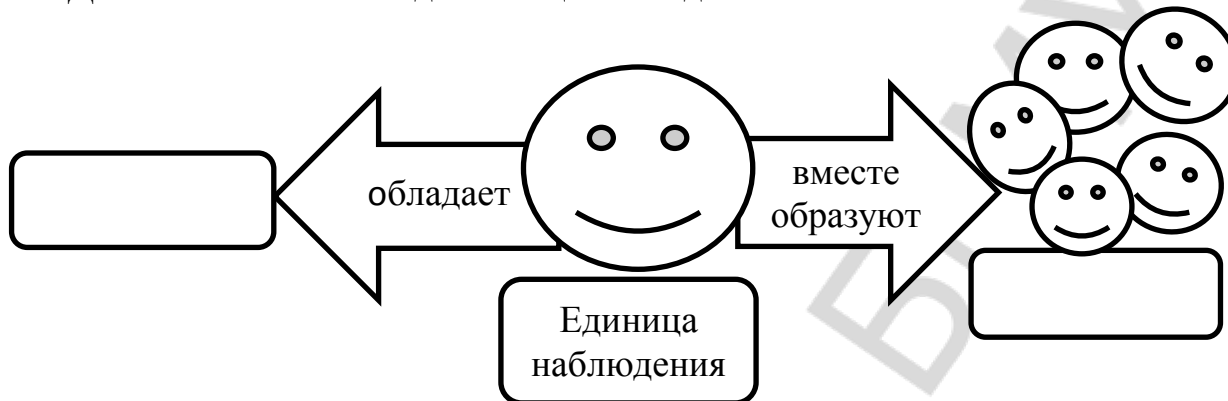 обладает
вместе
образуют
Единица
наблюдения